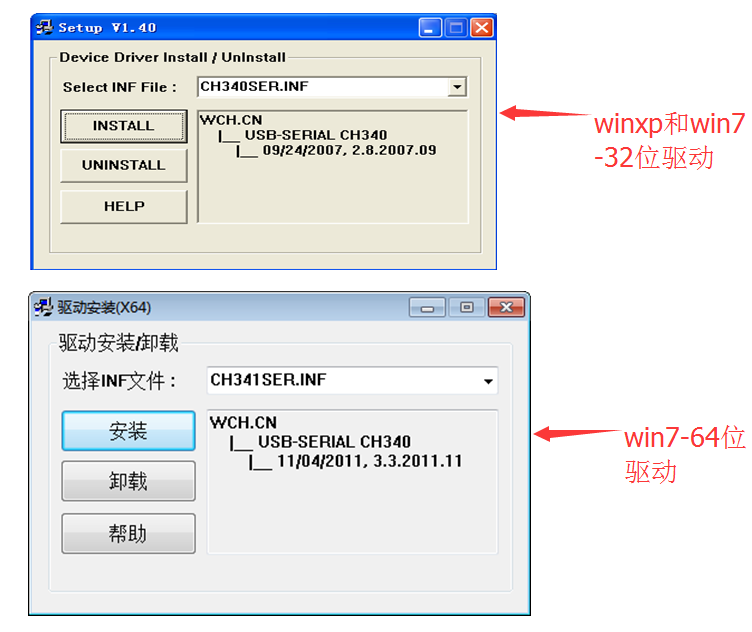 Setup V1.40
Device Driver Install / UnInstall
Select INF File :
CH340SER.INF
INSTALL
UNINSTALL
HELP
WCH.CN
|__ USB-SERIAL CH340
|__ 09/24/2007, 2.8.2007.09
winxp和win7
-32位驱动
驱动安装(X64)
驱动安装/卸载
选择INF文件：
CH341SER.INF
安装
卸载
帮助
WCH.CN
|__ USB-SERIAL CH340
|__ 11/04/2011, 3.3.2011.11
win7-64位
驱动